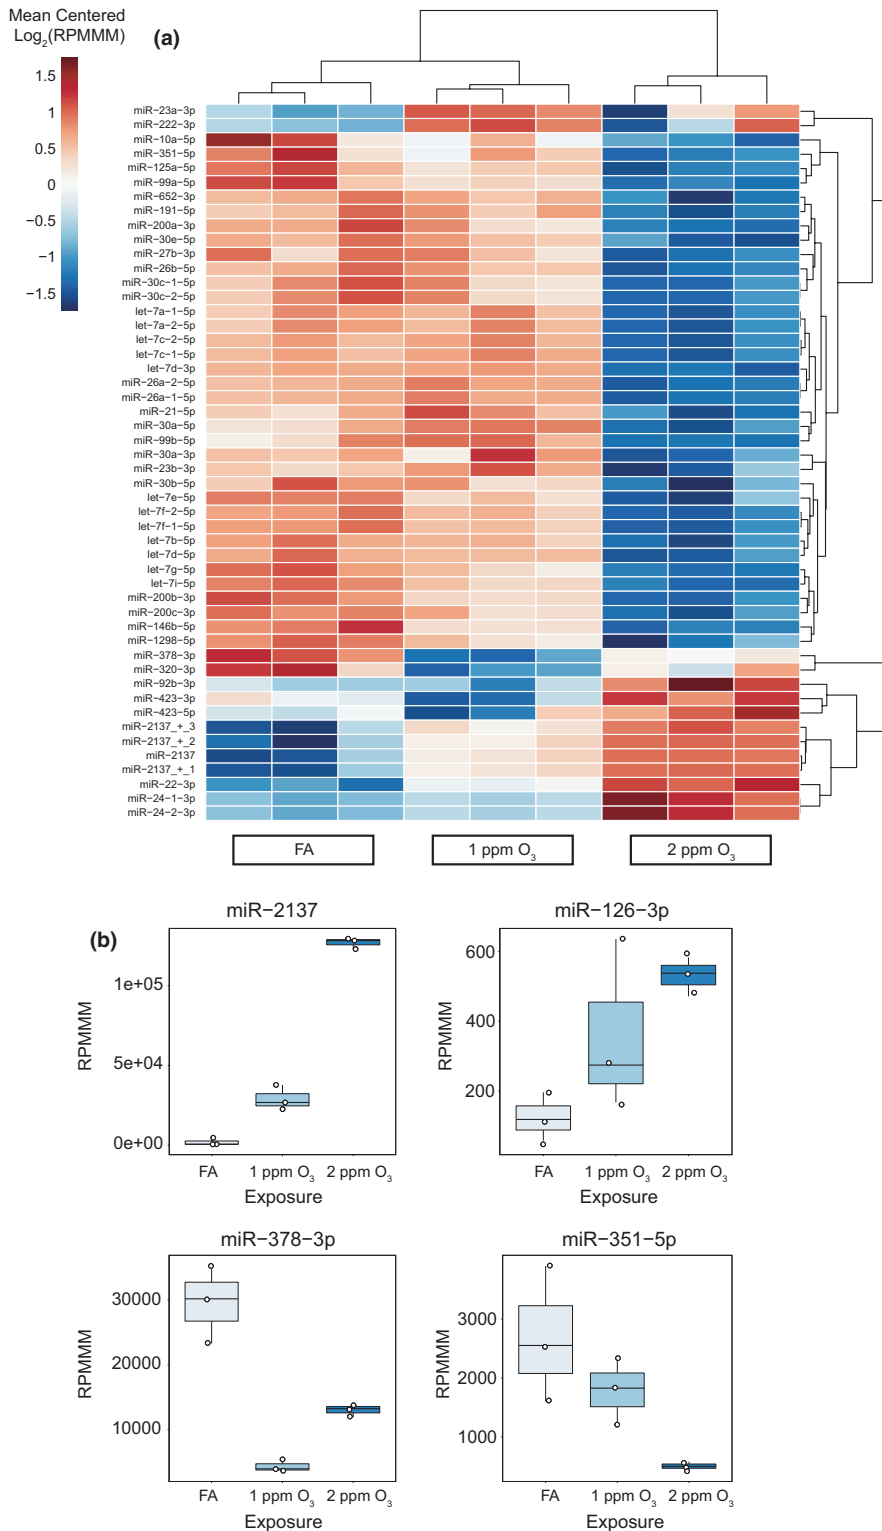 Mean Centered
Log₂(RPMMM)
(a)
1.5
1
0.5
0
−0.5
−1
−1.5
miR−23a−3p
miR−222−3p
miR−10a−5p
miR−351−5p
miR−125a−5p
miR−99a−5p
miR−652−3p
miR−191−5p
miR−200a−3p
miR−30e−5p
miR−27b−3p
miR−26b−5p
miR−30c−1−5p
miR−30c−2−5p
let−7a−1−5p
let−7a−2−5p
let−7c−2−5p
let−7c−1−5p
let−7d−3p
miR−26a−2−5p
miR−26a−1−5p
miR−21−5p
miR−30a−5p
miR−99b−5p
miR−30a−3p
miR−23b−3p
miR−30b−5p
let−7e−5p
let−7f−2−5p
let−7f−1−5p
let−7b−5p
let−7d−5p
let−7g−5p
let−7i−5p
miR−200b−3p
miR−200c−3p
miR−146b−5p
miR−1298−5p
miR−378−3p
miR−320−3p
miR−92b−3p
miR−423−3p
miR−423−5p
miR−2137_+_3
miR−2137_+_2
miR−2137
miR−2137_+_1
miR−22−3p
miR−24−1−3p
miR−24−2−3p
FA
1 ppm O₃
2 ppm O₃
(b)
miR−2137
RPMMM
1e+05
5e+04
0e+00
FA 1 ppm O₃ 2 ppm O₃
Exposure
miR−126−3p
RPMMM
600
400
200
FA 1 ppm O₃ 2 ppm O₃
Exposure
miR−378−3p
RPMMM
30000
20000
10000
FA 1 ppm O₃ 2 ppm O₃
Exposure
miR−351−5p
RPMMM
3000
2000
1000
FA 1 ppm O₃ 2 ppm O₃
Exposure